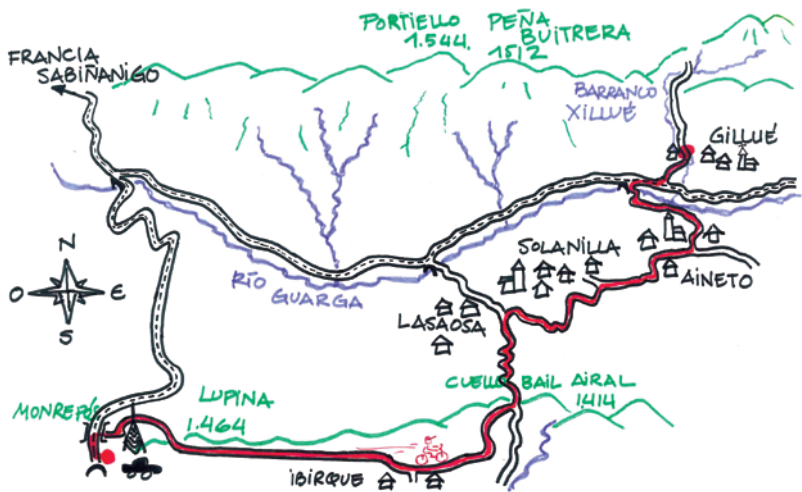 PORTIELLO
1.544.
PEÑA
BUITRERA
1512
FRANCIA
SABIÑANIGO
BARRANCO
XILLUÉ
GILLUÉ
N
O
E
S
RÍO
GUARGA
SOLANILLA
AINETO
LASAOSA
CUELLO BAIL AIRAL
1414
MONREPÓS
LUPINA
1.464
IBIRQUE